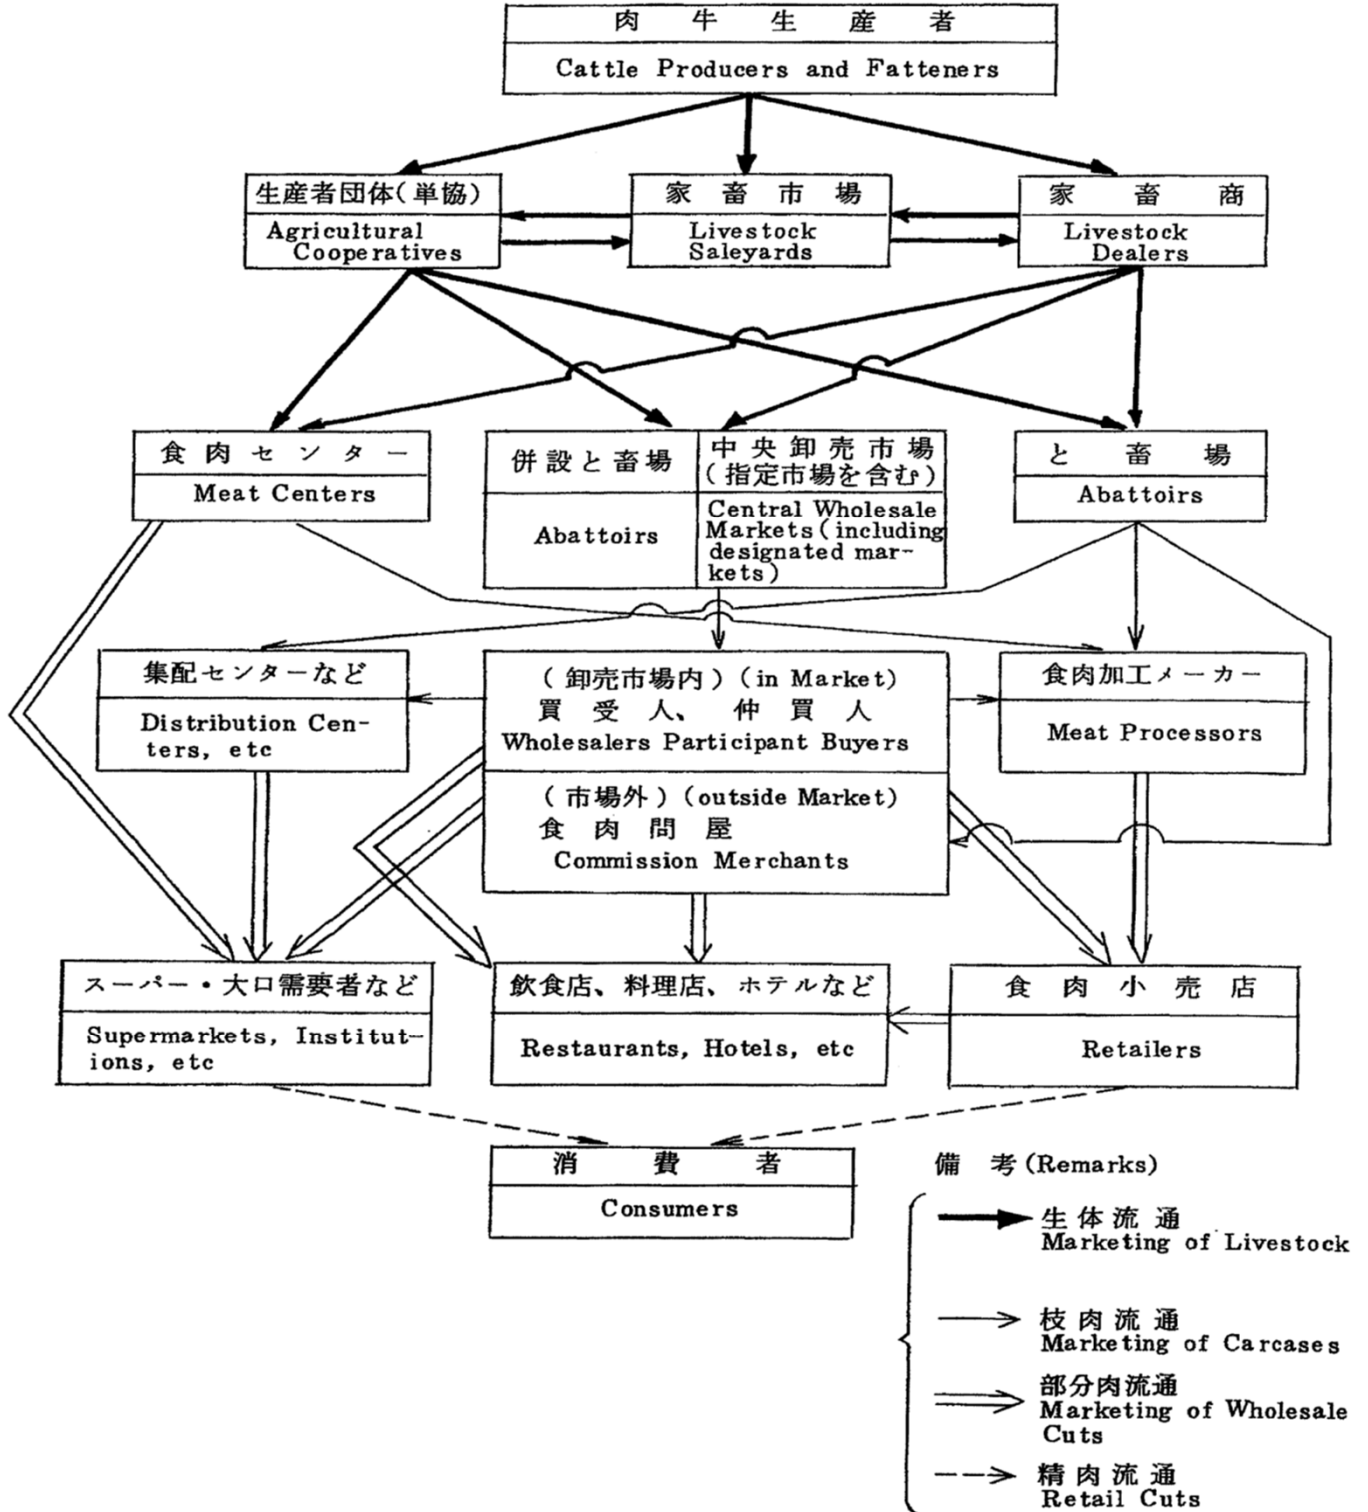 肉牛生産者
Cattle Producers and Fatteners
生産者団体(単協)
Agricultural
Cooperatives
家畜市場
Livestock
Saleyards
家畜商
Livestock
Dealers
食肉センター
Meat Centers
併設と畜場
Abattoirs
中央卸売市場
(指定市場を含む)
Central Wholesale
Markets (including
designated mar-
kets)
と畜場
Abattoirs
集配センターなど
Distribution Cen-
ters, etc
(卸売市場内) (in Market)
買受人、仲買人
Wholesalers Participant Buyers
(市場外) (outside Market)
食肉問屋
Commission Merchants
食肉加工メーカー
Meat Processors
スーパー・大口需要者など
Supermarkets, Institut-
ions, etc
飲食店、料理店、ホテルなど
Restaurants, Hotels, etc
食肉小売店
Retailers
消費者
Consumers
備考 (Remarks)
生体流通
Marketing of Livestock
枝肉流通
Marketing of Carcases
部分肉流通
Marketing of Wholesale
Cuts
精肉流通
Retail Cuts